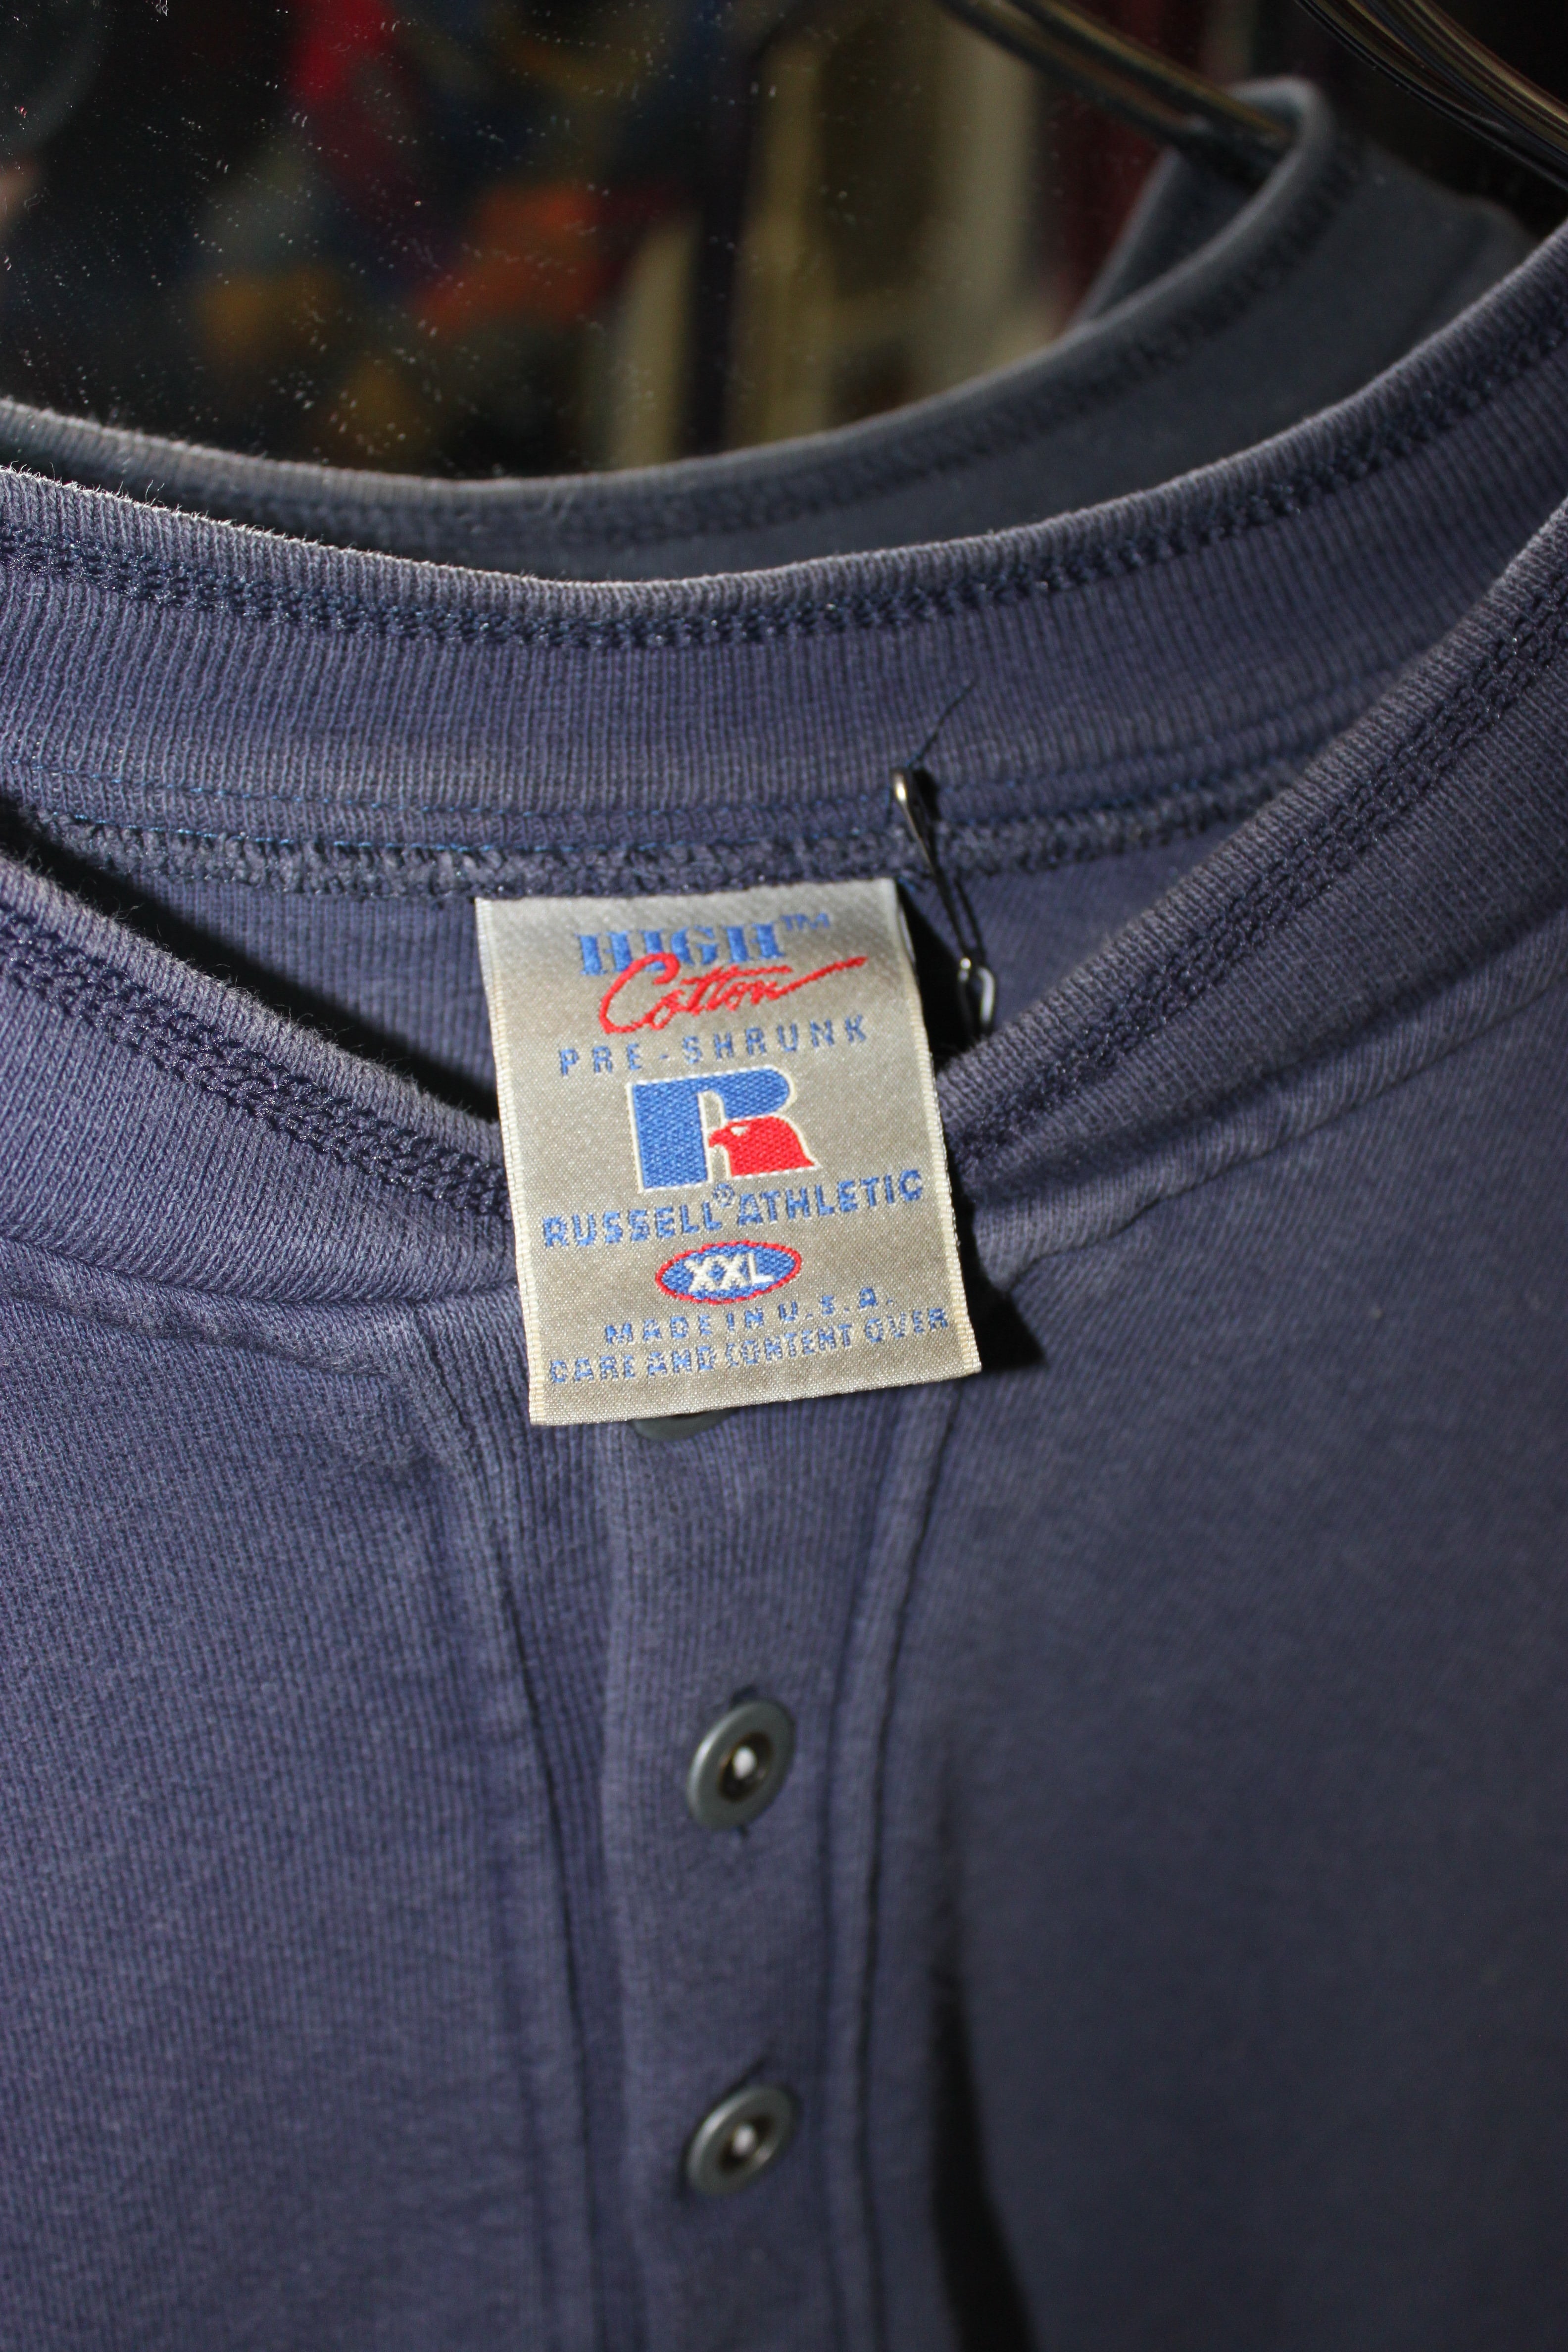 HIGH™
Cotton
PRE-SHRUNK
R
RUSSELL® ATHLETIC
XXL
MADE IN U.S.A.
CARE AND CONTENT OVER